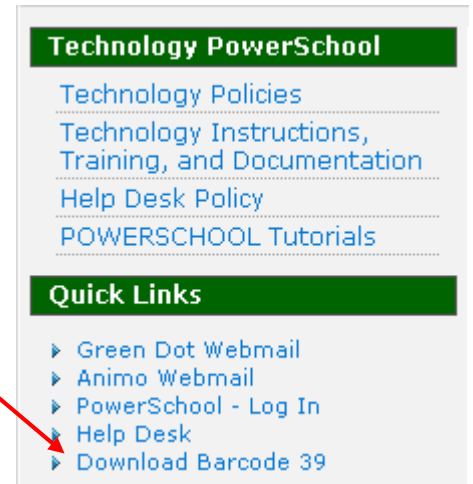 Technology PowerSchool
Technology Policies
Technology Instructions,
Training, and Documentation
Help Desk Policy
POWERSCHOOL Tutorials
Quick Links
Green Dot Webmail
Animo Webmail
PowerSchool - Log In
Help Desk
Download Barcode 39